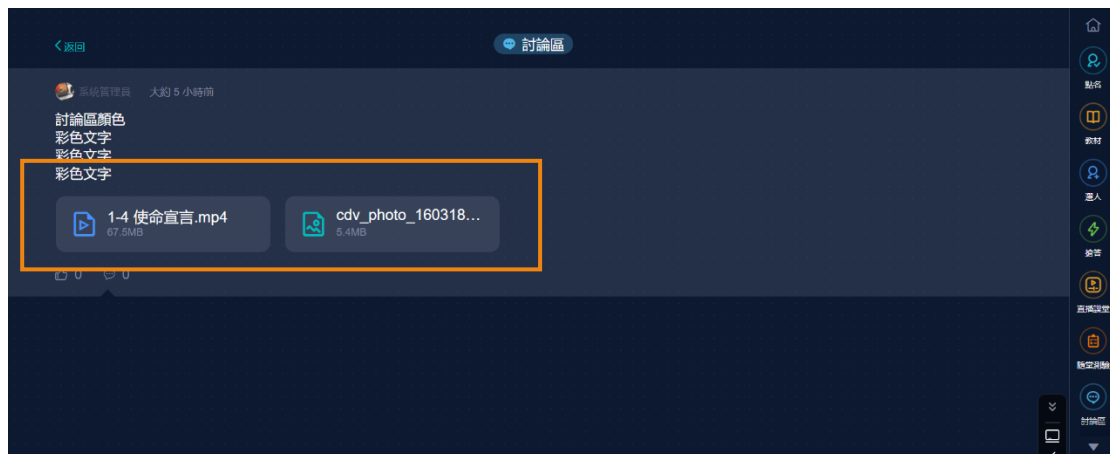 返回
討論區
系統管理員 大約 5 小時前
討論區顏色
彩色文字
彩色文字
彩色文字
1-4 使命宣言.mp4
67.5MB
cdv_photo_160318...
5.4MB
0 0
點名
教材
選人
搶答
直播課堂
隨堂測驗
討論區